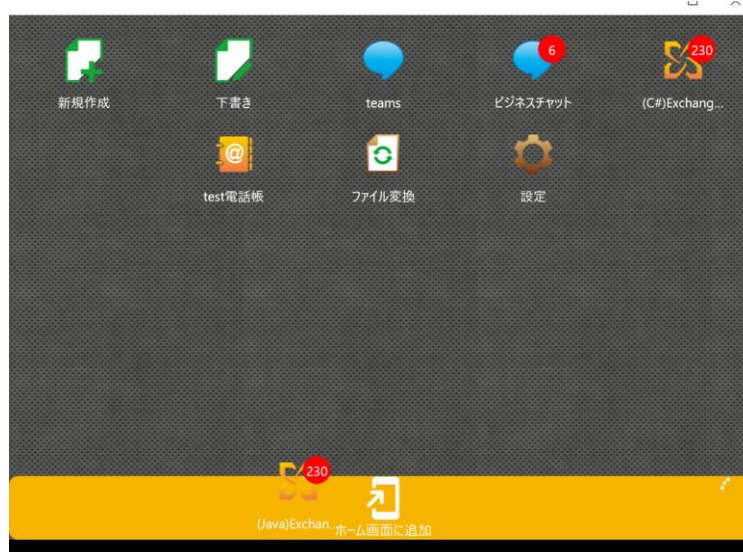 6
230
新規作成
下書き
teams
ビジネスチャット
(C#)Exchang...
test電話帳
ファイル変換
設定
230
(Java)Exchan...
ホーム画面に追加